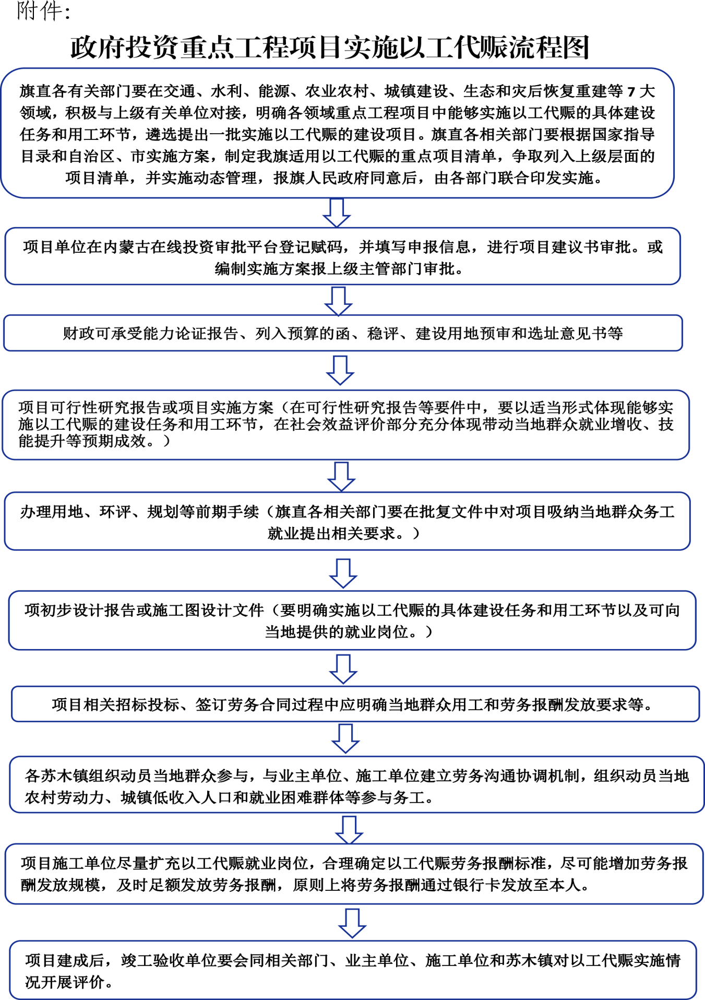 附件:
政府投资重点工程项目实施以工代赈流程图
旗直各有关部门要在交通、水利、能源、农业农村、城镇建设、生态和灾后恢复重建等 7 大
领域，积极与上级有关单位对接，明确各领域重点工程项目中能够实施以工代赈的具体建设
任务和用工环节，遴选提出一批实施以工代赈的建设项目。旗直各相关部门要根据国家指导
目录和自治区、市实施方案，制定我旗适用以工代赈的重点项目清单，争取列入上级层面的
项目清单，并实施动态管理，报旗人民政府同意后，由各部门联合印发实施。
项目单位在内蒙古在线投资审批平台登记赋码，并填写申报信息，进行项目建议书审批。或
编制实施方案报上级主管部门审批。
财政可承受能力论证报告、列入预算的函、稳评、建设用地预审和选址意见书等
项目可行性研究报告或项目实施方案（在可行性研究报告等要件中，要以适当形式体现能够实
施以工代赈的建设任务和用工环节，在社会效益评价部分充分体现带动当地群众就业增收、技
能提升等预期成效。）
办理用地、环评、规划等前期手续（旗直各相关部门要在批复文件中对项目吸纳当地群众务工
就业提出相关要求。）
项初步设计报告或施工图设计文件（要明确实施以工代赈的具体建设任务和用工环节以及可向
当地提供的就业岗位。）
项目相关招标投标、签订劳务合同过程中应明确当地群众用工和劳务报酬发放要求等。
各苏木镇组织动员当地群众参与，与业主单位、施工单位建立劳务沟通协调机制，组织动员当地
农村劳动力、城镇低收入人口和就业困难群体等参与务工。
项目施工单位尽量扩充以工代赈就业岗位，合理确定以工代赈劳务报酬标准，尽可能增加劳务报
酬发放规模，及时足额发放劳务报酬，原则上将劳务报酬通过银行卡发放至本人。
项目建成后，竣工验收单位要会同相关部门、业主单位、施工单位和苏木镇对以工代赈实施情
况开展评价。